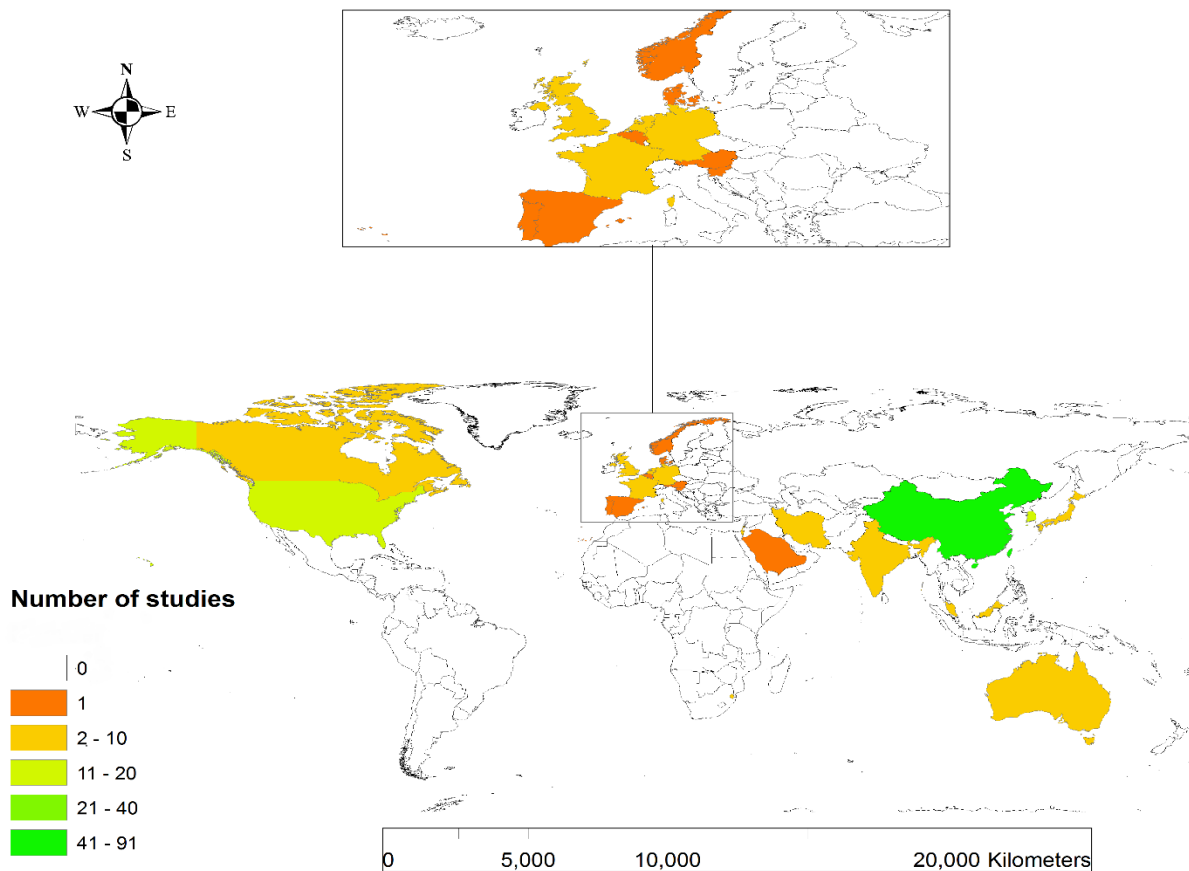 N
W E
S
Number of studies
0
1
2 - 10
11 - 20
21 - 40
41 - 91
0 5,000 10,000 20,000 Kilometers